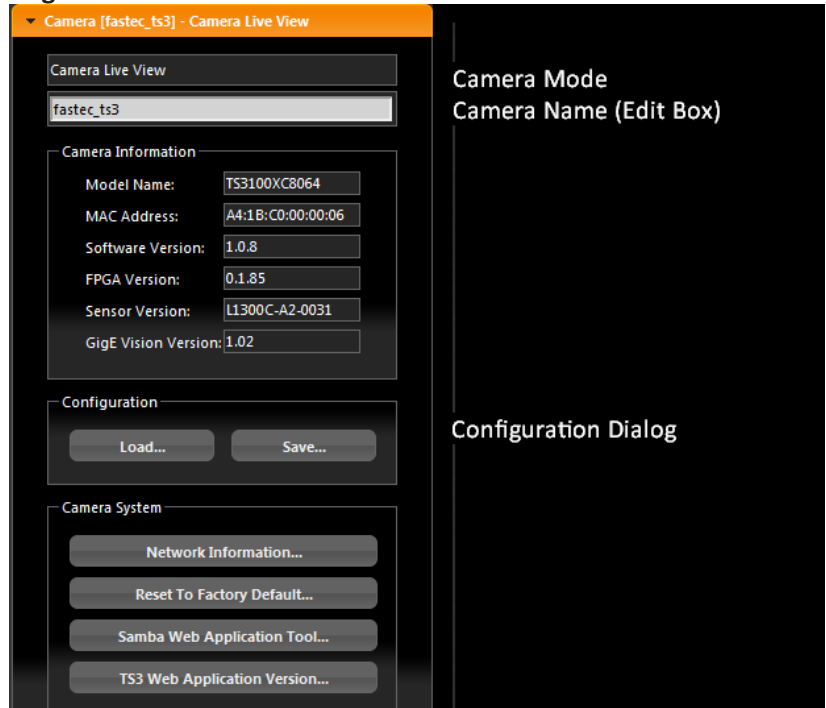 Camera [fastec_ts3] - Camera Live View
Camera Live View
Camera Mode
fastec_ts3
Camera Name (Edit Box)
Camera Information
Model Name: TS3100XC8064
MAC Address: A4:1B:C0:00:00:06
Software Version: 1.0.8
FPGA Version: 0.1.85
Sensor Version: L1300C-A2-0031
GigE Vision Version: 1.02
Configuration
Configuration Dialog
Load... Save...
Camera System
Network Information...
Reset To Factory Default...
Samba Web Application Tool...
TS3 Web Application Version...